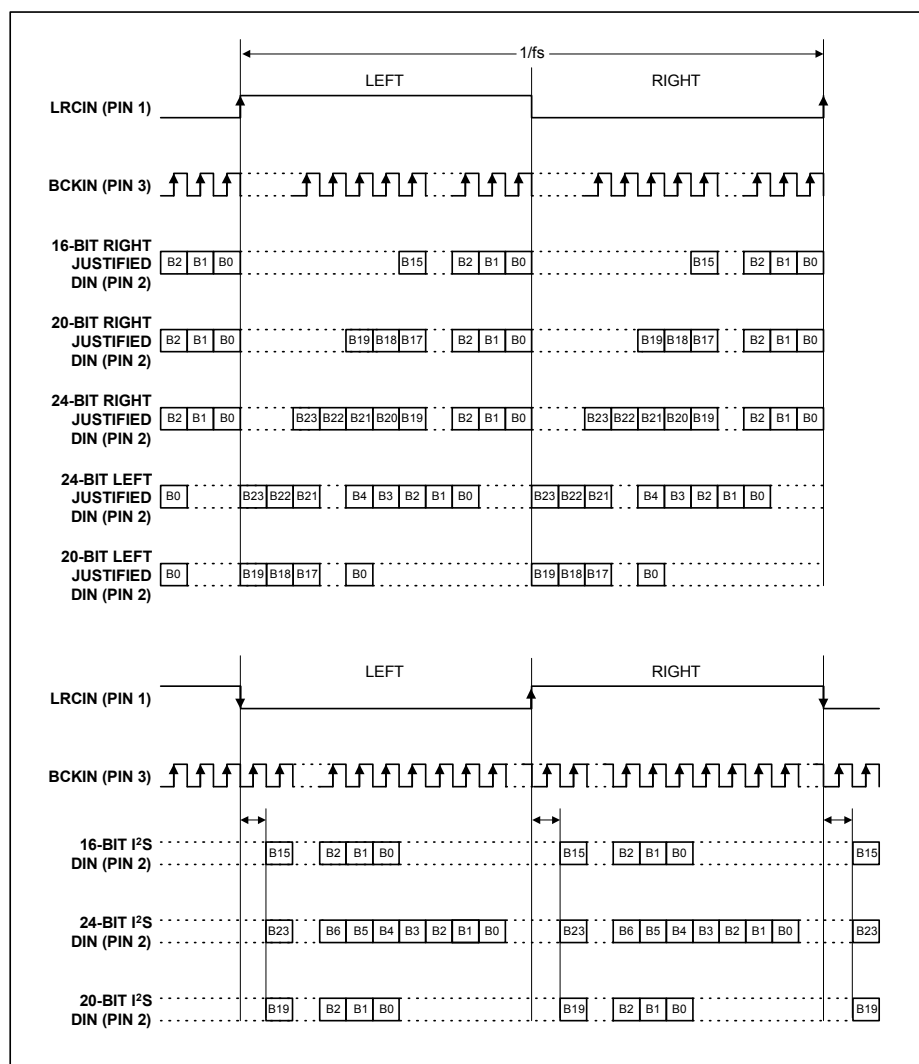 1/fs
LEFT RIGHT
LRCIN (PIN 1)
BCKIN (PIN 3)
16-BIT RIGHT
JUSTIFIED
DIN (PIN 2)
B2 B1 B0 B15 B2 B1 B0 B15 B2 B1 B0
20-BIT RIGHT
JUSTIFIED
DIN (PIN 2)
B2 B1 B0 B19 B18 B17 B2 B1 B0 B19 B18 B17 B2 B1 B0
24-BIT RIGHT
JUSTIFIED
DIN (PIN 2)
B2 B1 B0 B23 B22 B21 B20 B19 B2 B1 B0 B23 B22 B21 B20 B19 B2 B1 B0
24-BIT LEFT
JUSTIFIED
DIN (PIN 2)
B0 B23 B22 B21 B4 B3 B2 B1 B0 B23 B22 B21 B4 B3 B2 B1 B0
20-BIT LEFT
JUSTIFIED
DIN (PIN 2)
B0 B19 B18 B17 B0 B19 B18 B17 B0
LEFT RIGHT
LRCIN (PIN 1)
BCKIN (PIN 3)
16-BIT I²S
DIN (PIN 2)
B15 B2 B1 B0 B15 B2 B1 B0 B15
24-BIT I²S
DIN (PIN 2)
B23 B6 B5 B4 B3 B2 B1 B0 B23 B6 B5 B4 B3 B2 B1 B0 B23
20-BIT I²S
DIN (PIN 2)
B19 B2 B1 B0 B19 B2 B1 B0 B19